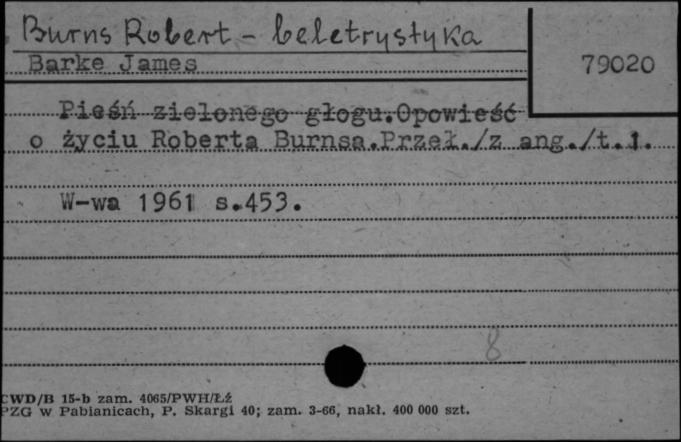 Burns Robert - beletrystyka
Barke James
79020
Pieśń zielonego głogu.Opowieść
o życiu Roberta Burnsa.Przeł./z ang./t.1.
W-wa 1961 s.453.
8
CWD/B 15-b zam. 4065/PWH/Łź
PZG w Pabianicach, P. Skargi 40; zam. 3-66, nakł. 400 000 szt.